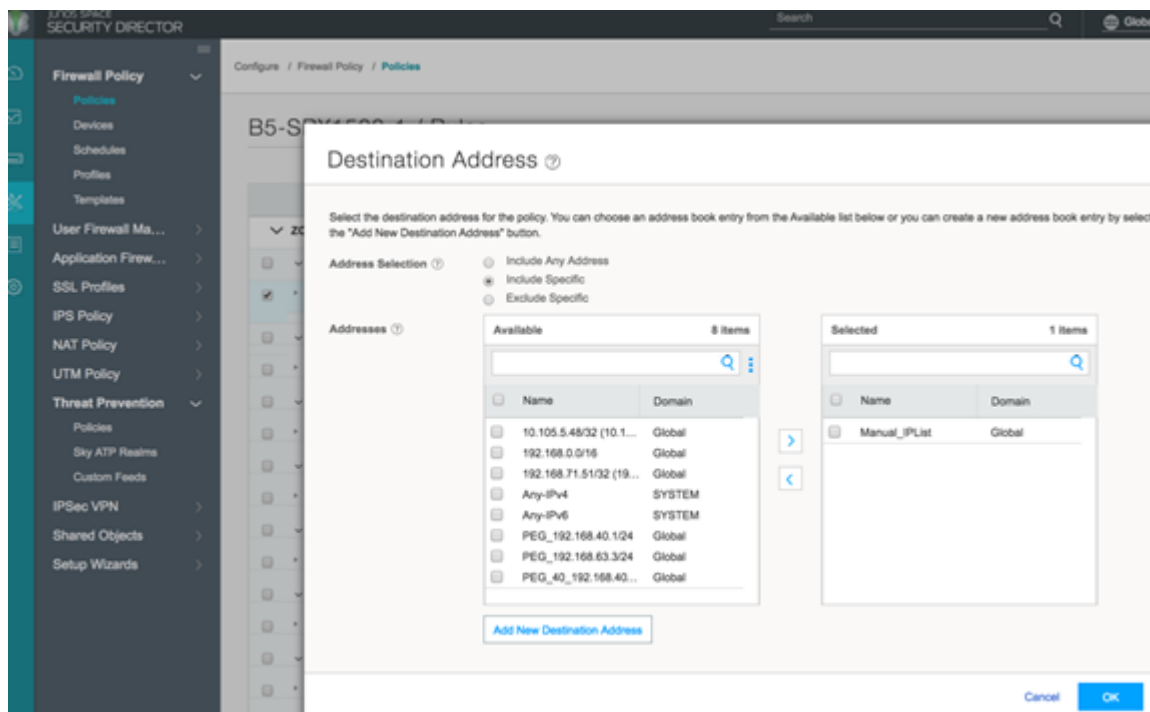 JUNOS SPACE
SECURITY DIRECTOR
Search
Configure / Firewall Policy / Policies
Firewall Policy
Policies
Devices
Schedules
Profiles
Templates
User Firewall Ma...
Application Firew...
SSL Profiles
IPS Policy
NAT Policy
UTM Policy
Threat Prevention
Policies
Sky ATP Realms
Custom Feeds
IPSec VPN
Shared Objects
Setup Wizards
Destination Address
Select the destination address for the policy. You can choose an address book entry from the Available list below or you can create a new address book entry by select
the "Add New Destination Address" button.
Address Selection
Include Any Address
Include Specific
Exclude Specific
Addresses
Available 8 items
Name Domain
10.105.5.48/32 (10.1... Global
192.168.0.0/16 Global
192.168.71.51/32 (19... Global
Any-IPv4 SYSTEM
Any-IPv6 SYSTEM
PEG_192.168.40.1/24 Global
PEG_192.168.63.3/24 Global
PEG_40_192.168.40... Global
Selected 1 items
Name Domain
Manual_IPList Global
Add New Destination Address
Cancel OK